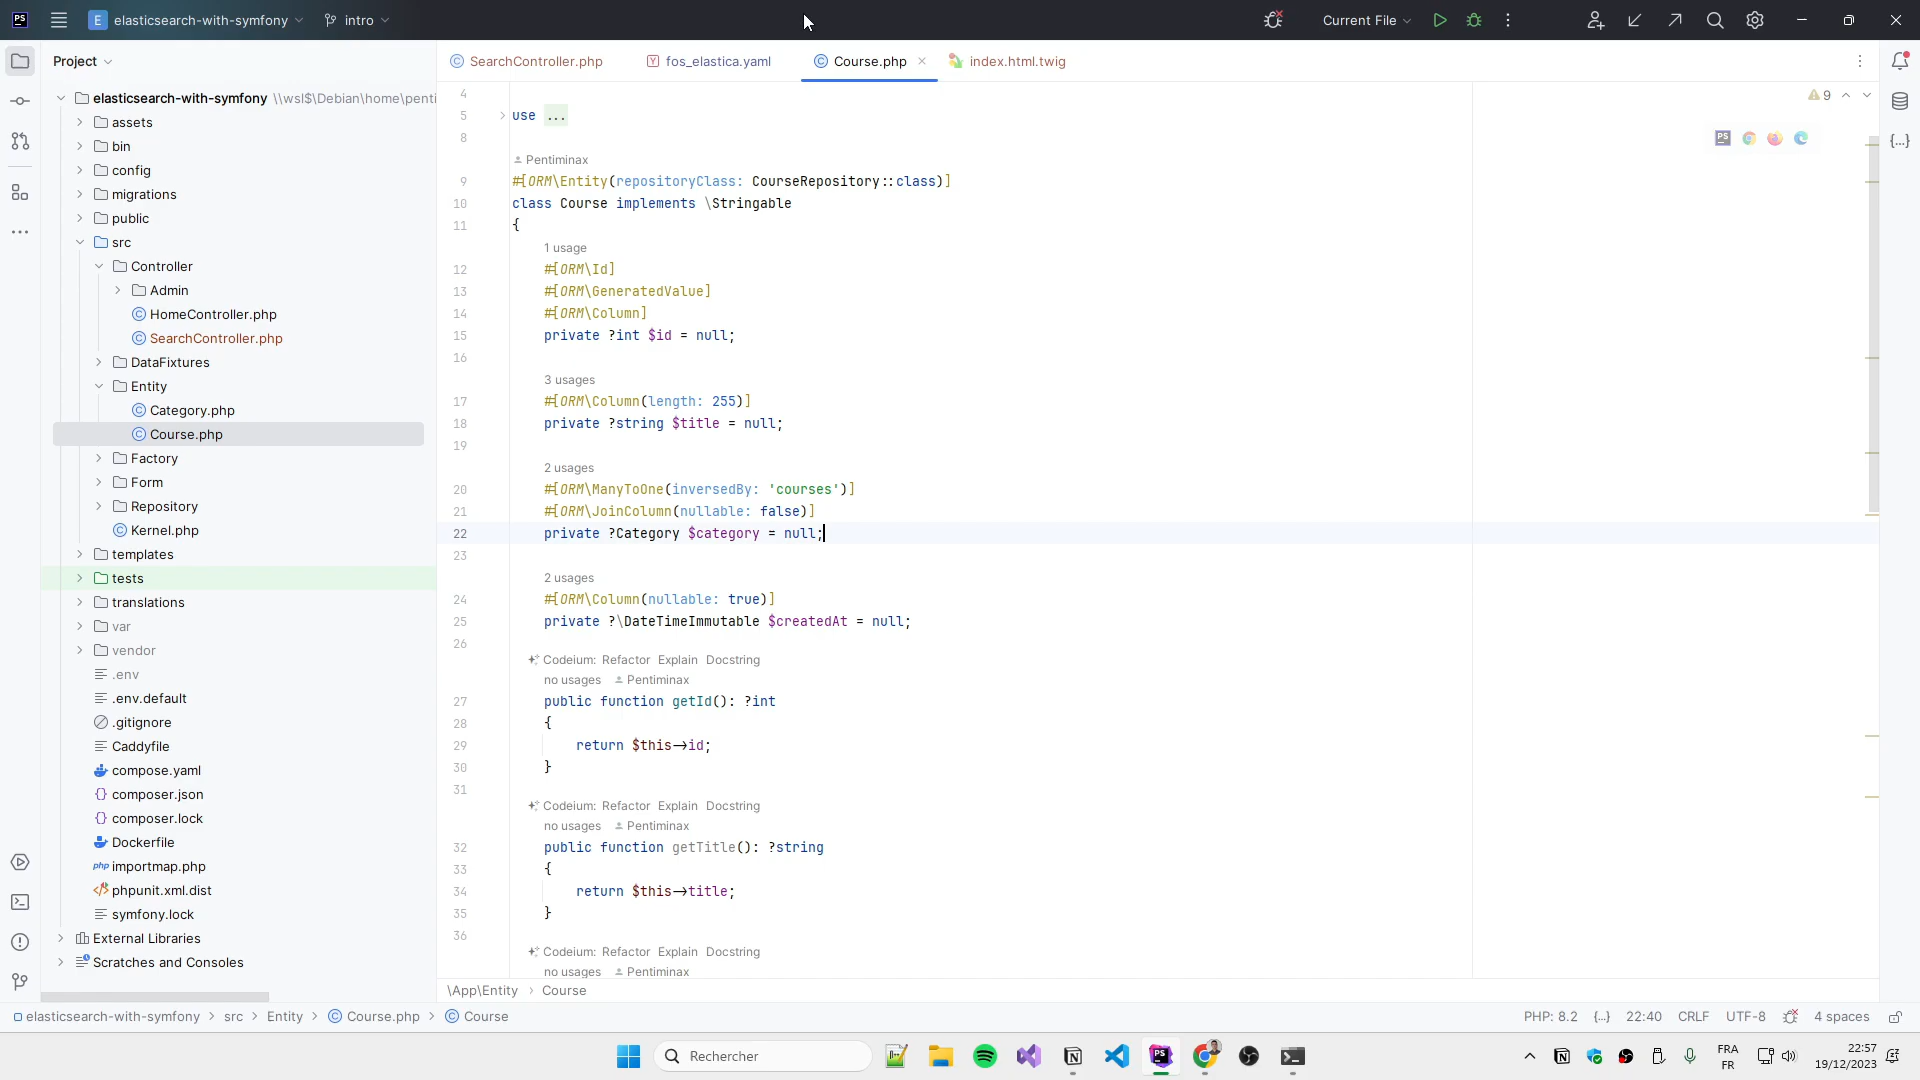 PS
E elasticsearch-with-symfony
intro
Current File
Project
SearchController.php
fos_elastica.yaml
Course.php
index.html.twig
elasticsearch-with-symfony \\wsl$\Debian\home\penti
assets
bin
config
migrations
public
src
Controller
Admin
HomeController.php
SearchController.php
DataFixtures
Entity
Category.php
Course.php
Factory
Form
Repository
Kernel.php
templates
tests
translations
var
vendor
.env
.env.default
.gitignore
Caddyfile
compose.yaml
composer.json
composer.lock
Dockerfile
php importmap.php
phpunit.xml.dist
symfony.lock
External Libraries
Scratches and Consoles
9
4
5 use ...
8
Pentiminax
9 #[ORM\Entity(repositoryClass: CourseRepository::class)]
10 class Course implements \Stringable
11 {
1 usage
12 #[ORM\Id]
13 #[ORM\GeneratedValue]
14 #[ORM\Column]
15 private ?int $id = null;
16
3 usages
17 #[ORM\Column(length: 255)]
18 private ?string $title = null;
19
2 usages
20 #[ORM\ManyToOne(inversedBy: 'courses')]
21 #[ORM\JoinColumn(nullable: false)]
22 private ?Category $category = null;
23
2 usages
24 #[ORM\Column(nullable: true)]
25 private ?\DateTimeImmutable $createdAt = null;
26
Codeium: Refactor Explain Docstring
no usages Pentiminax
27 public function getId(): ?int
28 {
29 return $this->id;
30 }
31
Codeium: Refactor Explain Docstring
no usages Pentiminax
32 public function getTitle(): ?string
33 {
34 return $this->title;
35 }
36
Codeium: Refactor Explain Docstring
no usages Pentiminax
\App\Entity > Course
elasticsearch-with-symfony > src > Entity > Course.php > Course
PHP: 8.2 {..} 22:40 CRLF UTF-8 4 spaces
Rechercher
FRA
FR
22:57
19/12/2023